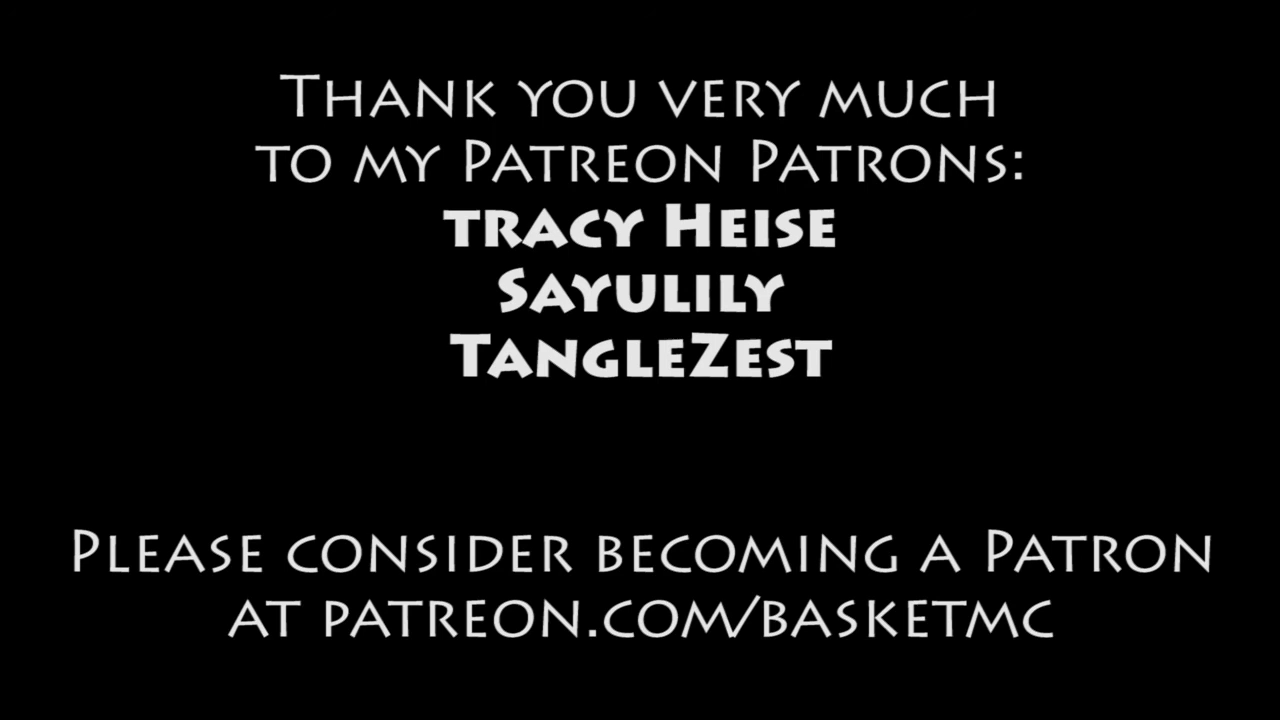 Thank you very much
to my Patreon Patrons:
tracy Heise
Sayulily
TangleZest
Please consider becoming a Patron
at patreon.com/basketmc